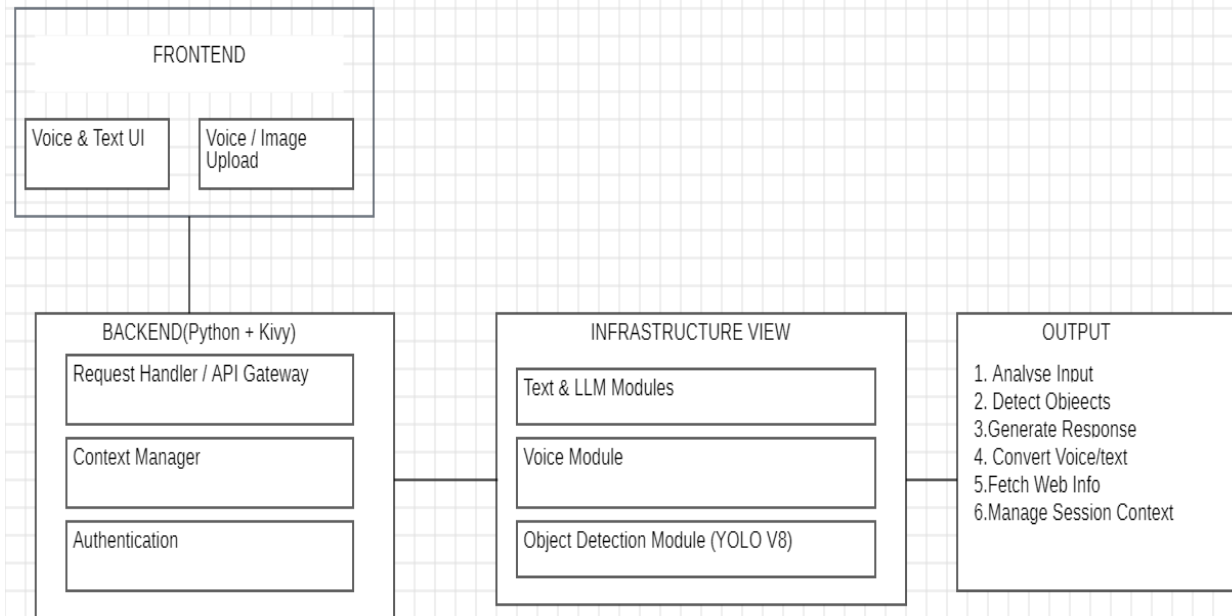 FRONTEND
Voice & Text UI
Voice / Image
Upload
BACKEND(Python + Kivy)
Request Handler / API Gateway
Context Manager
Authentication
INFRASTRUCTURE VIEW
Text & LLM Modules
Voice Module
Object Detection Module (YOLO V8)
OUTPUT
1. Analyse Input
2. Detect Objeects
3.Generate Response
4. Convert Voice/text
5.Fetch Web Info
6.Manage Session Context